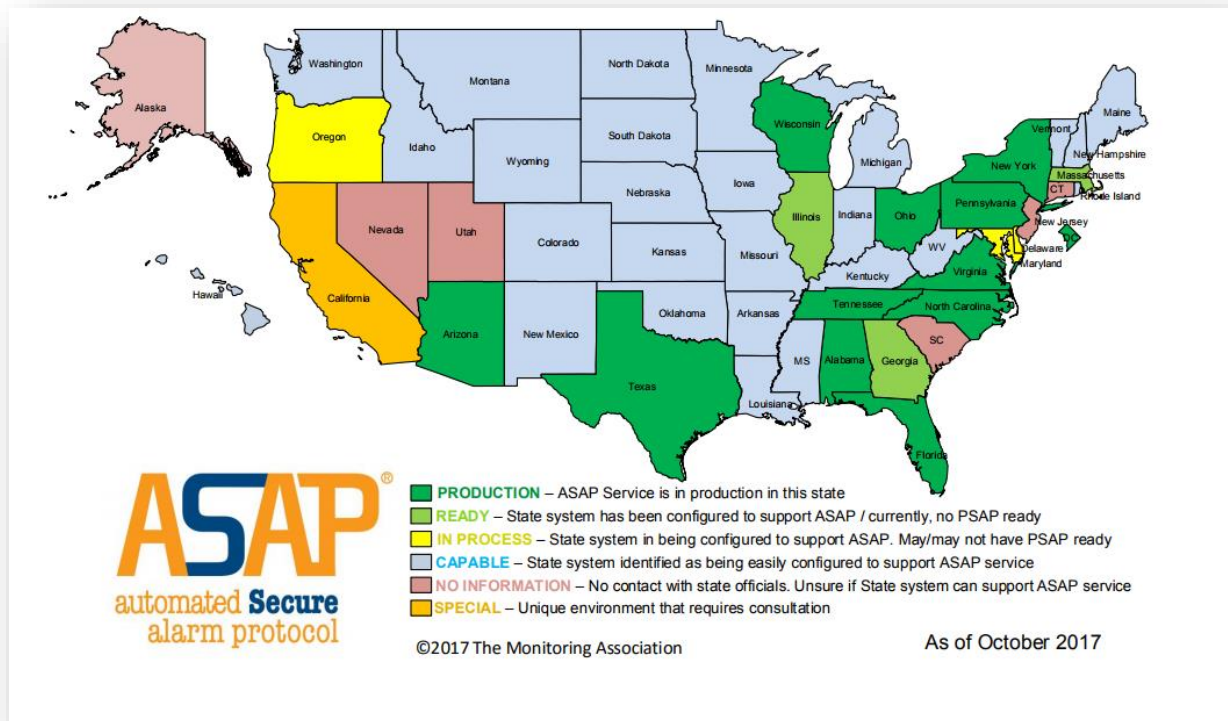 Washington
Montana
North Dakota
Minnesota
Alaska
Oregon
Idaho
South Dakota
Wisconsin
Maine
Vermont
New Hampshire
Wyoming
Michigan
New York
Massachusetts
CT
Rhode Island
Nebraska
Iowa
Illinois
Indiana
Ohio
Pennsylvania
New Jersey
Nevada
Utah
Colorado
Kansas
Missouri
WV
DC
Delaware
Maryland
Virginia
Kentucky
Hawaii
California
Arizona
New Mexico
Oklahoma
Arkansas
Tennessee
North Carolina
SC
MS
Alabama
Georgia
Texas
Louisiana
Florida
ASAP®
automated Secure
alarm protocol
PRODUCTION – ASAP Service is in production in this state
READY – State system has been configured to support ASAP / currently, no PSAP ready
IN PROCESS – State system in being configured to support ASAP. May/may not have PSAP ready
CAPABLE – State system identified as being easily configured to support ASAP service
NO INFORMATION – No contact with state officials. Unsure if State system can support ASAP service
SPECIAL – Unique environment that requires consultation
©2017 The Monitoring Association
As of October 2017